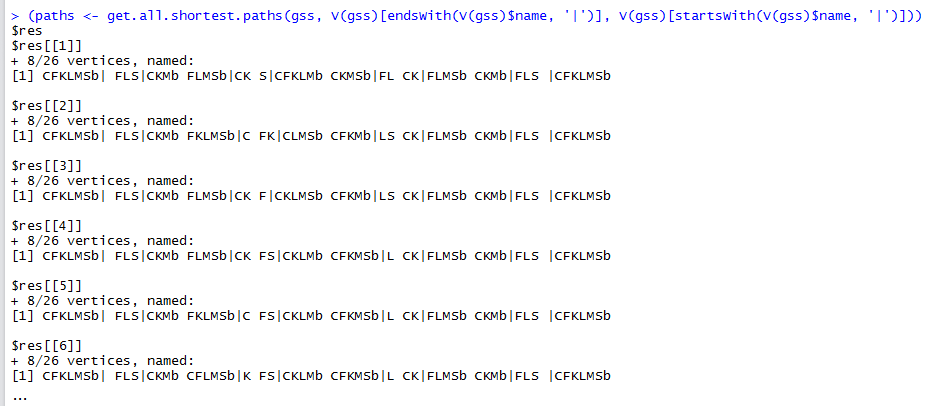 > (paths <- get.all.shortest.paths(gss, V(gss)[endsWith(V(gss)$name, '|')], V(gss)[startsWith(V(gss)$name, '|')]))
$res
$res[[1]]
+ 8/26 vertices, named:
[1] CFKLMSb| FLS|CKMb FLMSb|CK S|CFKLMb CKMSb|FL CK|FLMSb CKMb|FLS |CFKLMSb
$res[[2]]
+ 8/26 vertices, named:
[1] CFKLMSb| FLS|CKMb FKLMSb|C FK|CLMSb CFKMb|LS CK|FLMSb CKMb|FLS |CFKLMSb
$res[[3]]
+ 8/26 vertices, named:
[1] CFKLMSb| FLS|CKMb FLMSb|CK F|CKLMSb CFKMb|LS CK|FLMSb CKMb|FLS |CFKLMSb
$res[[4]]
+ 8/26 vertices, named:
[1] CFKLMSb| FLS|CKMb FLMSb|CK FS|CKLMb CFKMSb|L CK|FLMSb CKMb|FLS |CFKLMSb
$res[[5]]
+ 8/26 vertices, named:
[1] CFKLMSb| FLS|CKMb FKLMSb|C FS|CKLMb CFKMSb|L CK|FLMSb CKMb|FLS |CFKLMSb
$res[[6]]
+ 8/26 vertices, named:
[1] CFKLMSb| FLS|CKMb CFLMSb|K FS|CKLMb CFKMSb|L CK|FLMSb CKMb|FLS |CFKLMSb
...